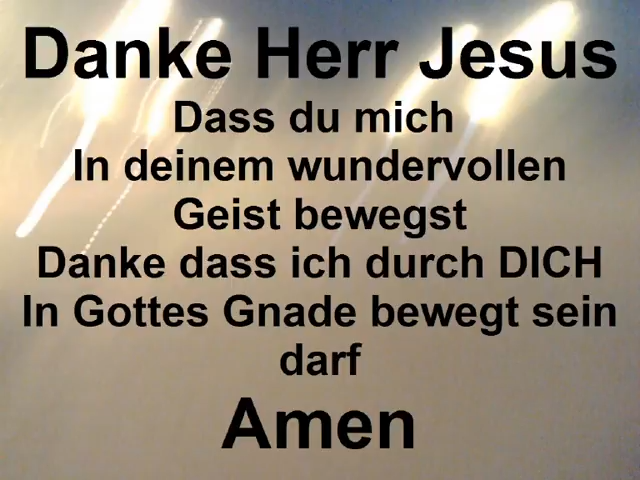 Danke Herr Jesus
Dass du mich
In deinem wundervollen
Geist bewegst
Danke dass ich durch DICH
In Gottes Gnade bewegt sein
darf
Amen